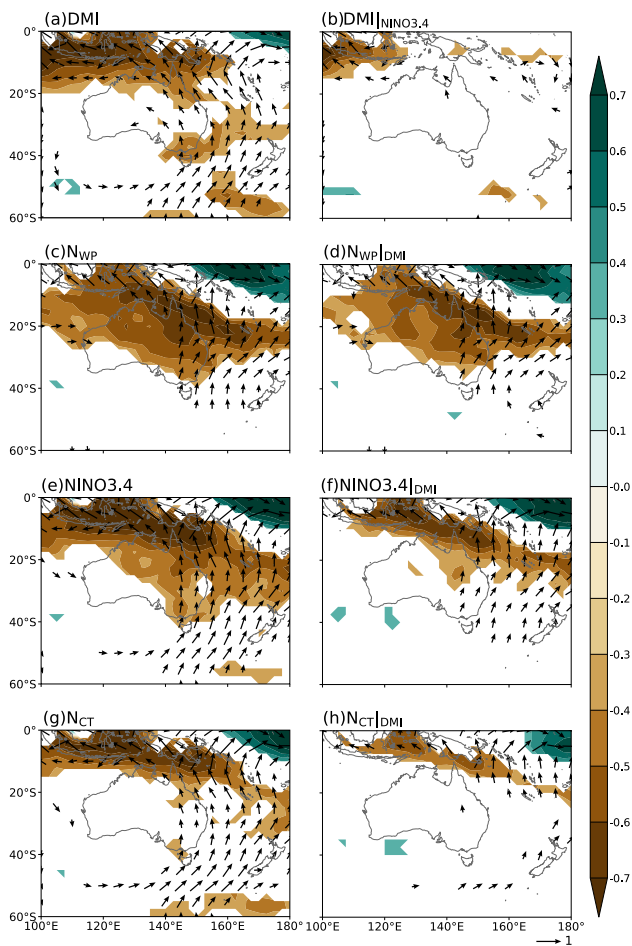 (a)DMI
(b)DMI|NINO3.4
0°
20°S
40°S
60°S
(c)NWP
(d)NWP|DMI
0°
20°S
40°S
60°S
(e)NINO3.4
(f)NINO3.4|DMI
0°
20°S
40°S
60°S
(g)NCT
(h)NCT|DMI
0°
20°S
40°S
60°S
100°E 120°E 140°E 160°E 180°
100°E 120°E 140°E 160°E 180°
1
0.7
0.6
0.5
0.4
0.3
0.2
0.1
-0.0
-0.1
-0.2
-0.3
-0.4
-0.5
-0.6
-0.7